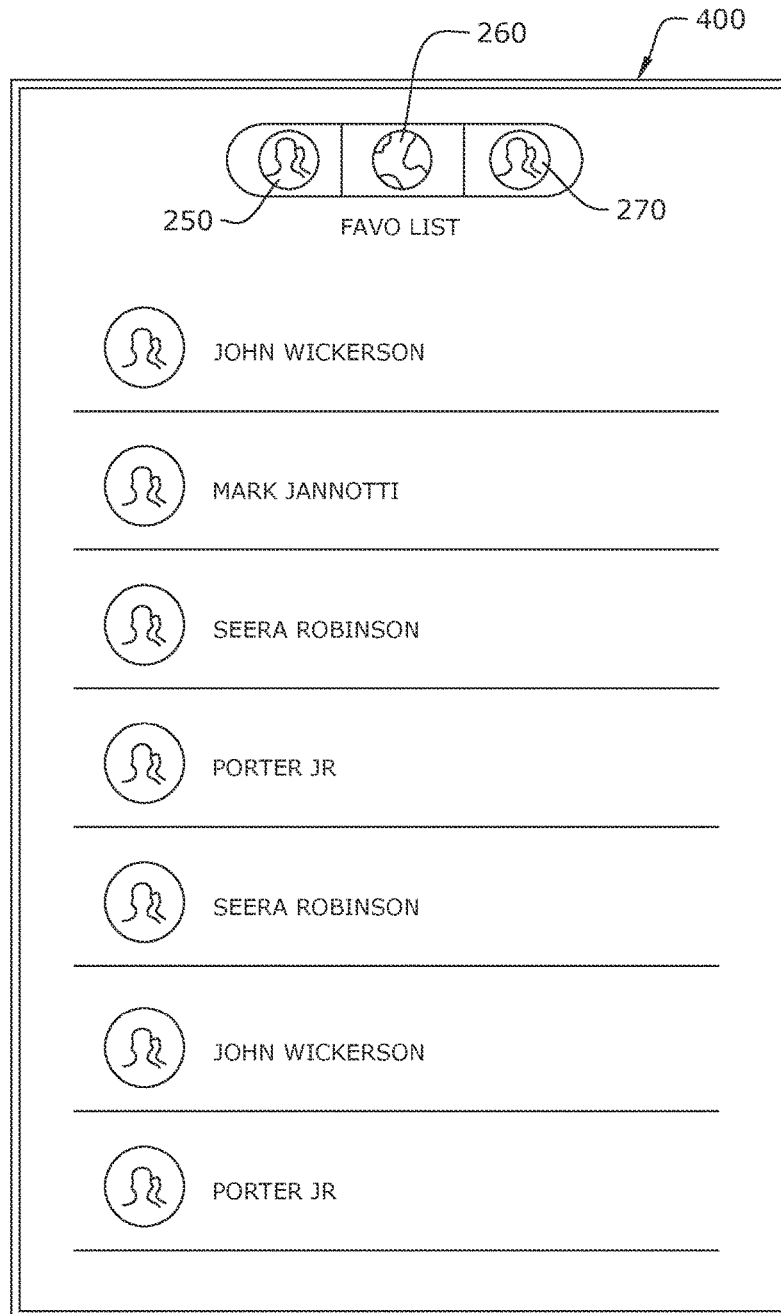 400
260
250
270
FAVO LIST
JOHN WICKERSON
MARK JANNOTTI
SEERA ROBINSON
PORTER JR
SEERA ROBINSON
JOHN WICKERSON
PORTER JR